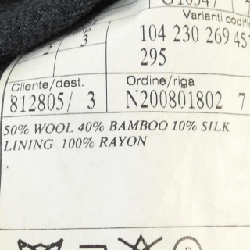 Varianti
3
104 230 269 45
295
Cliente/dest. Ordine/riga
812805/ 3 N200801802 7
50% WOOL 40% BAMBOO 10% SILK
LINING 100% RAYON